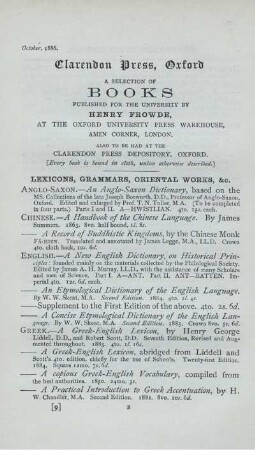 October, 1886.
Clarendon Press, Oxford
A SELECTION OF
BOOKS
PUBLISHED FOR THE UNIVERSITY BY
HENRY FROWDE,
AT THE OXFORD UNIVERSITY PRESS WAREHOUSE,
AMEN CORNER, LONDON.
ALSO TO BE HAD AT THE
CLARENDON PRESS DEPOSITORY, OXFORD.
[Every book is bound in cloth, unless otherwise described.]
LEXICONS, GRAMMARS, ORIENTAL WORKS, &c.
ANGLO-SAXON.—An Anglo-Saxon Dictionary, based on the
MS. Collections of the late Joseph Bosworth, D.D., Professor of Anglo-Saxon,
Oxford. Edited and enlarged by Prof. T. N. Toller, M.A. (To be completed
in four parts.) Parts I and II. A—HWISTLIAN. 4to. 15s. each.
CHINESE.—A Handbook of the Chinese Language. By James
Summers. 1863. 8vo. half bound, 1l. 8s.
—— A Record of Buddhistic Kingdoms, by the Chinese Monk
FÂ-HIEN. Translated and annotated by James Legge, M.A., LL.D. Crown
4to. cloth back, 10s. 6d.
ENGLISH.—A New English Dictionary, on Historical Prin-
ciples: founded mainly on the materials collected by the Philological Society.
Edited by James A. H. Murray, LL.D., with the assistance of many Scholars
and men of Science. Part I. A—ANT. Part II. ANT—BATTEN. Im-
perial 4to. 12s. 6d. each.
—— An Etymological Dictionary of the English Language.
By W. W. Skeat, M.A. Second Edition. 1884. 4to. 2l. 4s.
——Supplement to the First Edition of the above. 4to. 2s. 6d.
—— A Concise Etymological Dictionary of the English Lan-
guage. By W. W. Skeat, M.A. Second Edition. 1885. Crown 8vo. 5s. 6d.
GREEK.—A Greek-English Lexicon, by Henry George
Liddell, D.D., and Robert Scott, D.D. Seventh Edition, Revised and Aug-
mented throughout. 1883. 4to. 1l. 16s.
—— A Greek-English Lexicon, abridged from Liddell and
Scott's 4to. edition, chiefly for the use of Schools. Twenty-first Edition.
1884. Square 12mo. 7s. 6d.
—— A copious Greek-English Vocabulary, compiled from
the best authorities. 1850. 24mo. 3s.
—— A Practical Introduction to Greek Accentuation, by H.
W. Chandler, M.A. Second Edition. 1881. 8vo. 10s. 6d.
[9] B